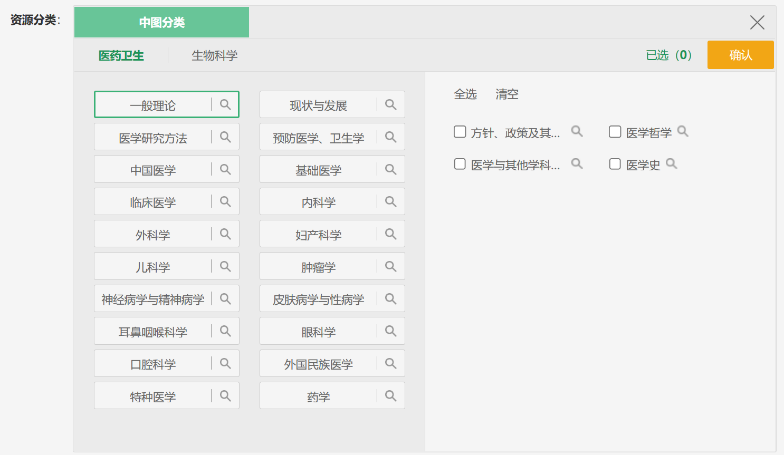 资源分类:
中图分类
医药卫生 生物科学 已选（0） 确认
全选 清空
一般理论 现状与发展
方针、政策及其... 医学哲学
医学研究方法 预防医学、卫生学
医学与其他学科... 医学史
中国医学 基础医学
临床医学 内科学
外科学 妇产科学
儿科学 肿瘤学
神经病学与精神病学 皮肤病学与性病学
耳鼻咽喉科学 眼科学
口腔科学 外国民族医学
特种医学 药学